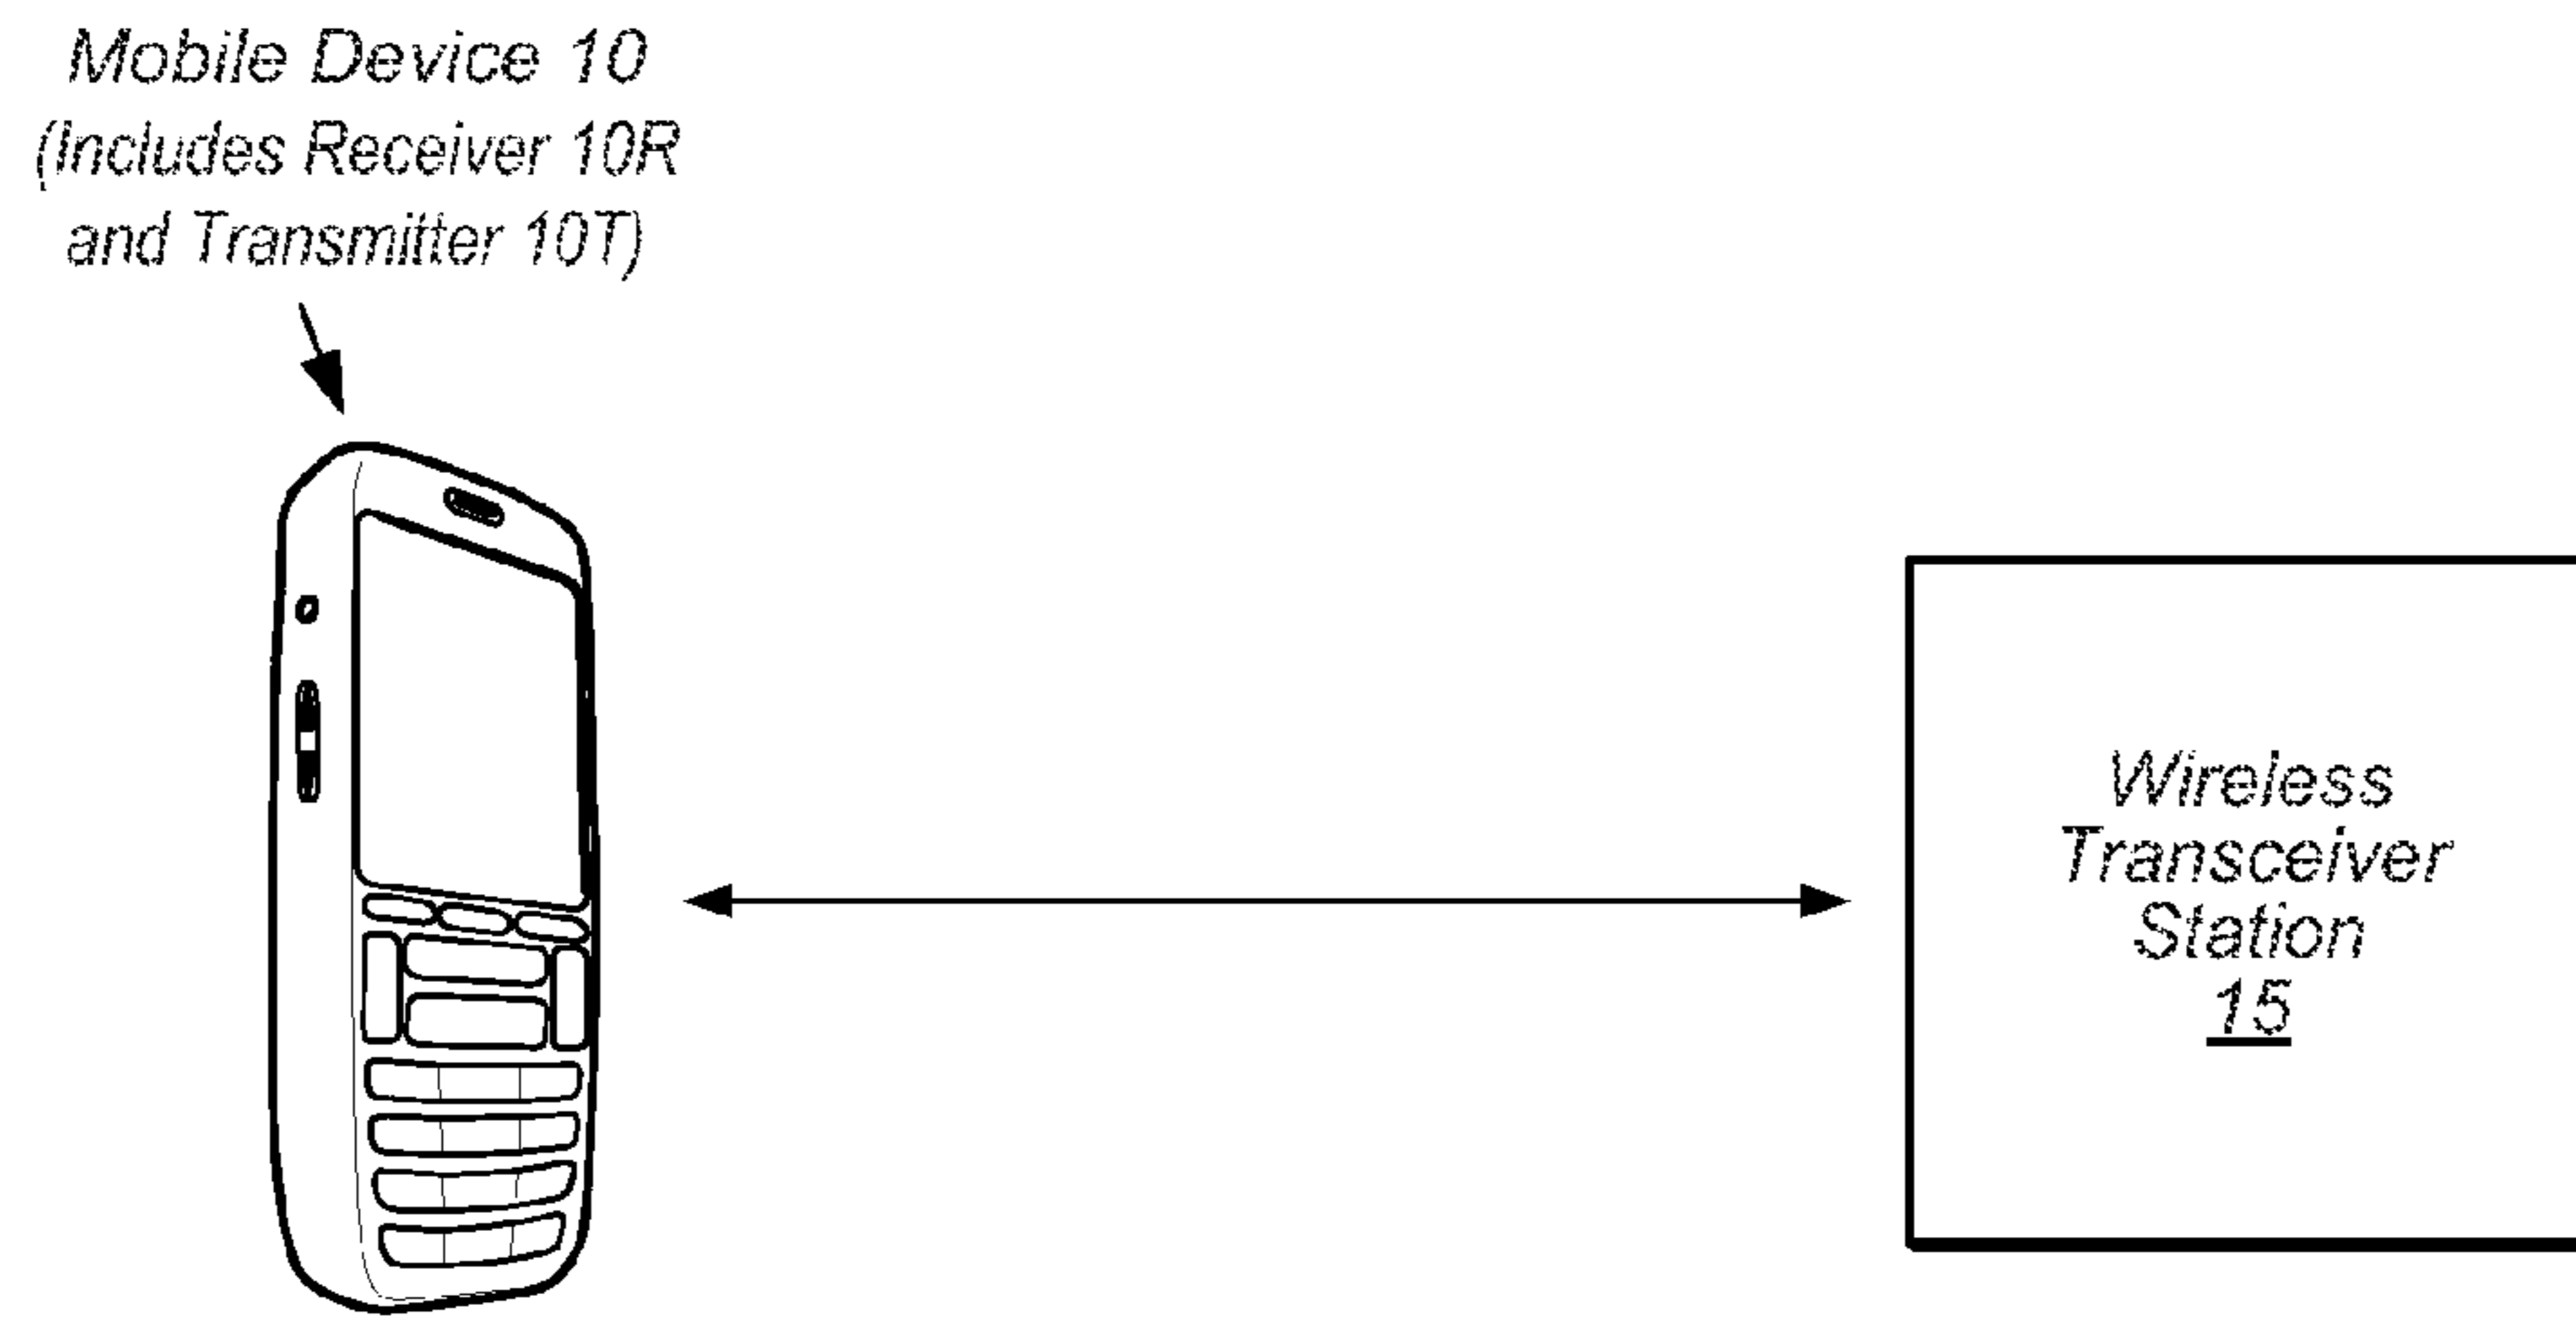 Mobile Device 10
(Includes Receiver 10R
and Transmitter 10T)
Wireless
Transceiver
Station
15